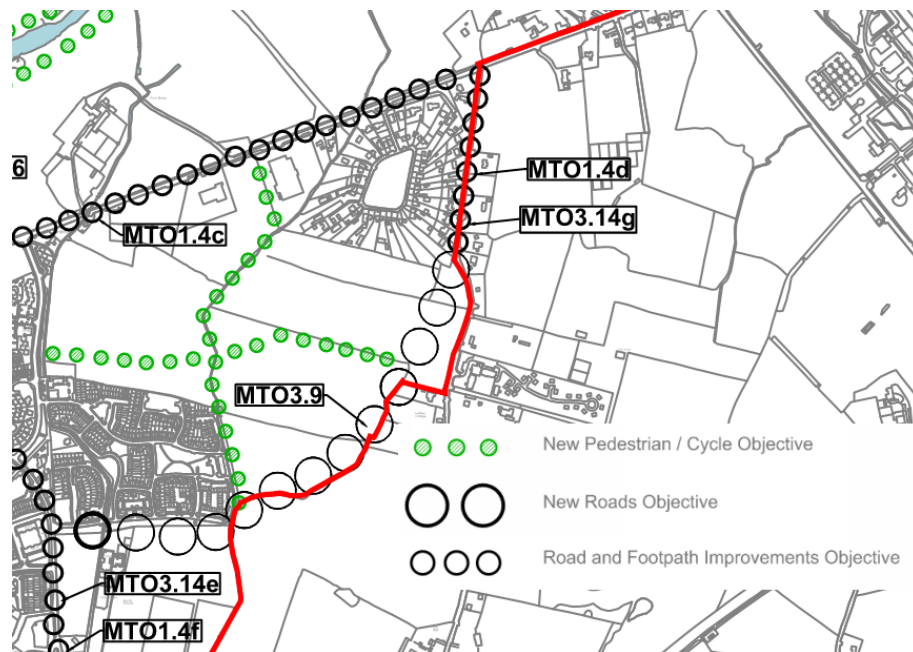 MTO1.4d
6
MTO3.14g
MTO1.4c
MTO3.9
New Pedestrian / Cycle Objective
New Roads Objective
Road and Footpath Improvements Objective
MTO3.14e
MTO1.4f